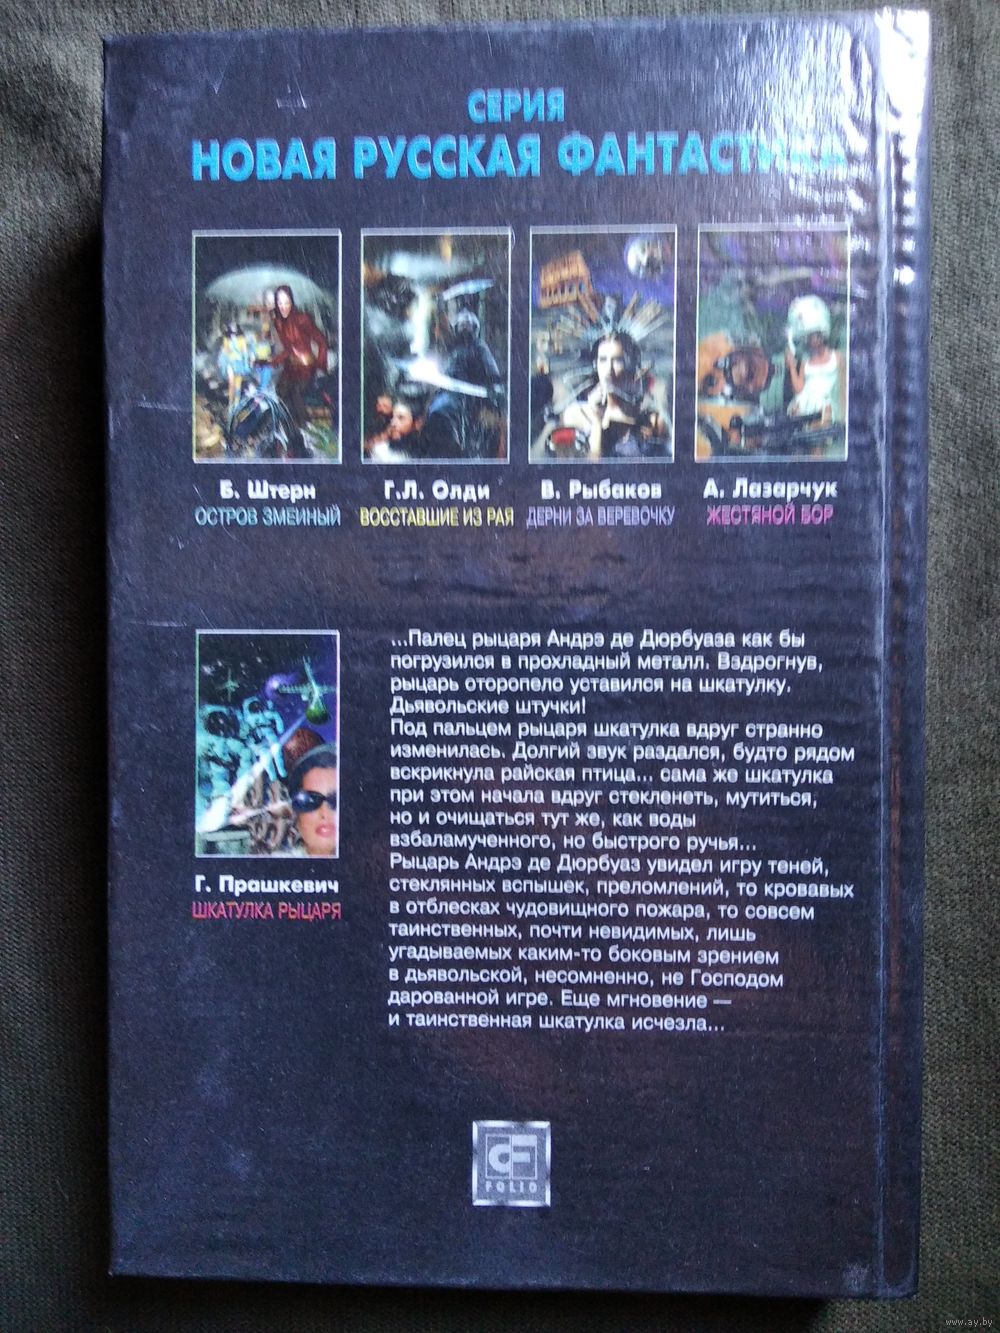 СЕРИЯ
НОВАЯ РУССКАЯ ФАНТАСТИКА
Б. Штерн
ОСТРОВ ЗМЕИНЫЙ
Г.Л. Олди
ВОССТАВШИЕ ИЗ РАЯ
В. Рыбаков
ДЕРНИ ЗА ВЕРЕВОЧКУ
А. Лазарчук
ЖЕСТЯНОЙ БОР
Г. Прашкевич
ШКАТУЛКА РЫЦАРЯ
...Палец рыцаря Андрэ де Дюрбуаза как бы
погрузился в прохладный металл. Вздрогнув,
рыцарь оторопело уставился на шкатулку.
Дьявольские штучки!
Под пальцем рыцаря шкатулка вдруг странно
изменилась. Долгий звук раздался, будто рядом
вскрикнула райская птица... сама же шкатулка
при этом начала вдруг стекленеть, мутиться,
но и очищаться тут же, как воды
взбаламученного, но быстрого ручья...
Рыцарь Андрэ де Дюрбуаз увидел игру теней,
стеклянных вспышек, преломлений, то кровавых
в отблесках чудовищного пожара, то совсем
таинственных, почти невидимых, лишь
угадываемых каким-то боковым зрением
в дьявольской, несомненно, не Господом
дарованной игре. Еще мгновение —
и таинственная шкатулка исчезла...
CF
FOLIO
www.ay.by